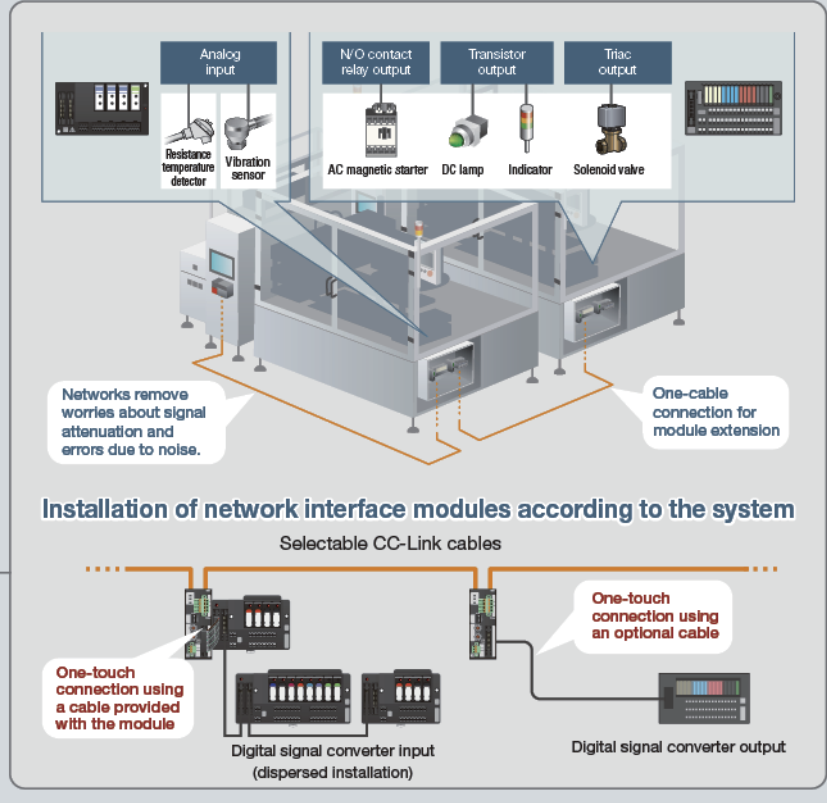 Analog
input
N/O contact
relay output
Transistor
output
Triac
output
Resistance
temperature
detector
Vibration
sensor
AC magnetic starter
DC lamp
Indicator
Solenoid valve
Networks remove
worries about signal
attenuation and
errors due to noise.
One-cable
connection for
module extension
Installation of network interface modules according to the system
Selectable CC-Link cables
One-touch
connection using
an optional cable
One-touch
connection using
a cable provided
with the module
Digital signal converter input
(dispersed installation)
Digital signal converter output